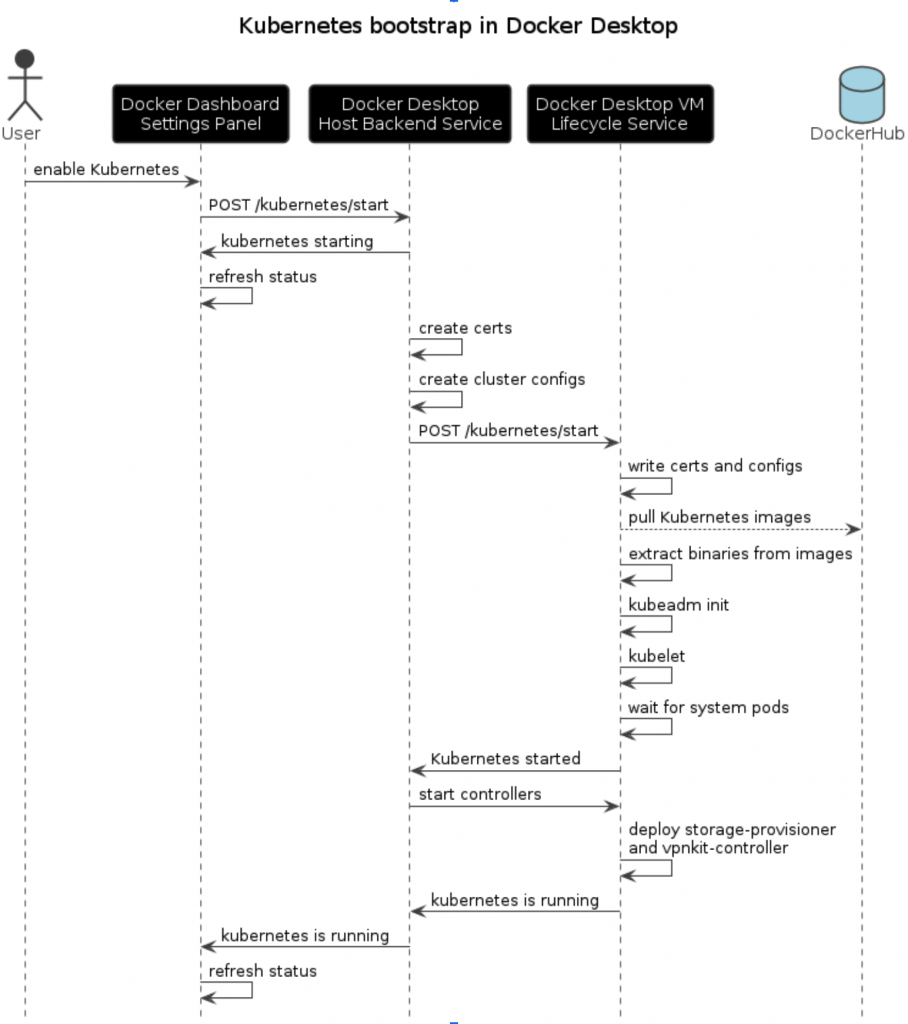 Kubernetes bootstrap in Docker Desktop
User
Docker Dashboard
Settings Panel
Docker Desktop
Host Backend Service
Docker Desktop VM
Lifecycle Service
DockerHub
enable Kubernetes
POST /kubernetes/start
kubernetes starting
refresh status
create certs
create cluster configs
POST /kubernetes/start
write certs and configs
pull Kubernetes images
extract binaries from images
kubeadm init
kubelet
wait for system pods
Kubernetes started
start controllers
deploy storage-provisioner
and vpnkit-controller
kubernetes is running
kubernetes is running
refresh status